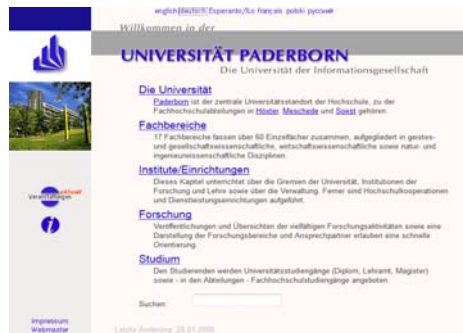 english deutsch Esperanto/ILo français polski русский
Willkommen in der
UNIVERSITÄT PADERBORN
Die Universität der Informationsgesellschaft
Die Universität
Paderborn ist der zentrale Universitätsstandort der Hochschule, zu der
Fachhochschulabteilungen in Höxter, Meschede und Soest gehören.
Fachbereiche
17 Fachbereiche fassen über 60 Einzelfächer zusammen, aufgegliedert in geistes-
und gesellschaftswissenschaftliche, wirtschaftswissenschaftliche sowie natur- und
ingenieurwissenschaftliche Disziplinen.
Institute/Einrichtungen
Dieses Kapitel unterrichtet über die Gremien der Universität, Institutionen der
Forschung und Lehre sowie über die Verwaltung. Ferner sind Hochschulkooperationen
und Dienstleistungseinrichtungen aufgeführt.
aktuell
Veranstaltungen
Forschung
Veröffentlichungen und Übersichten der vielfältigen Forschungsaktivitäten sowie eine
Darstellung der Forschungsbereiche und Ansprechpartner erlauben eine schnelle
Orientierung.
i
Studium
Den Studierenden werden Universitätsstudiengänge (Diplom, Lehramt, Magister)
sowie - in den Abteilungen - Fachhochschulstudiengänge angeboten.
Suchen:
Impressum
Webmaster
Letzte Änderung: 28.01.2000